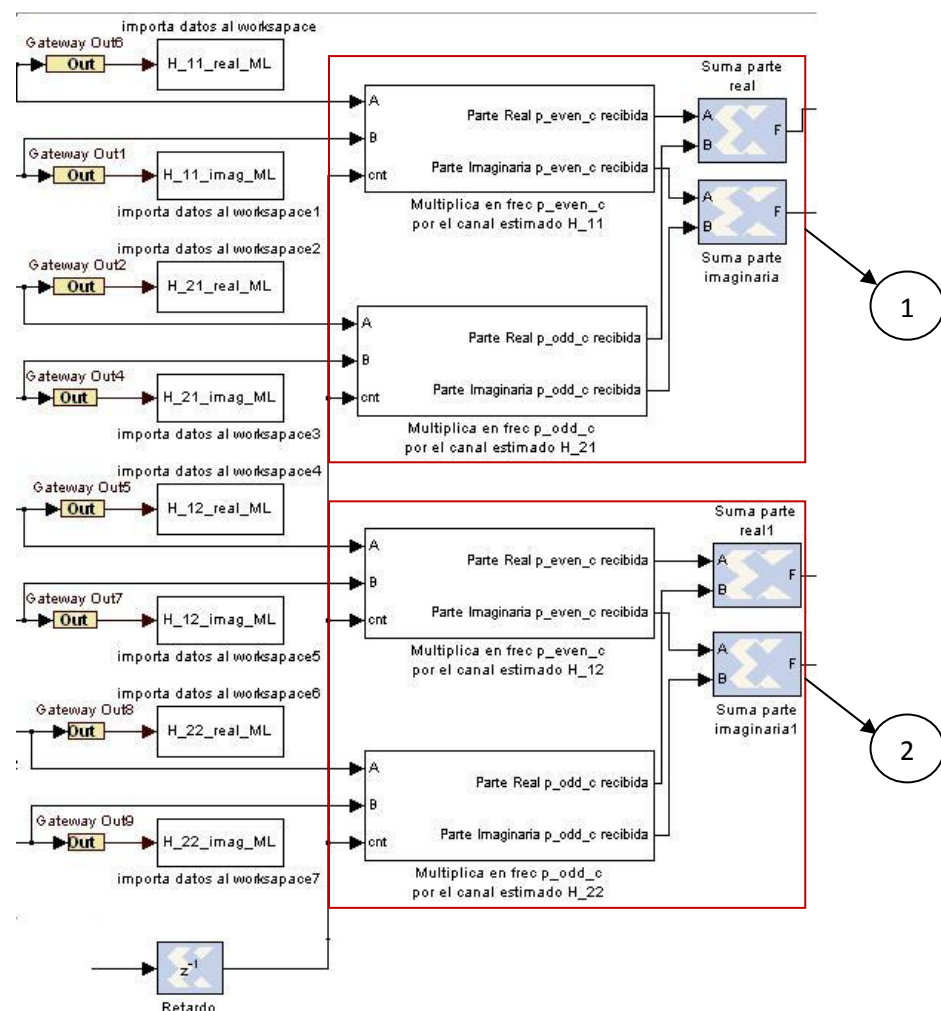 importa datos al worksapace
Gateway Out6
Out
H_11_real_ML
Gateway Out1
Out
H_11_imag_ML
importa datos al worksapace1
importa datos al worksapace2
Gateway Out2
Out
H_21_real_ML
Gateway Out4
Out
H_21_imag_ML
importa datos al worksapace3
importa datos al worksapace4
Gateway Out5
Out
H_12_real_ML
Gateway Out7
Out
H_12_imag_ML
importa datos al worksapace5
importa datos al worksapace6
Gateway Out8
Out
H_22_real_ML
Gateway Out9
Out
H_22_imag_ML
importa datos al worksapace7
z-1
Retardo
A
B
cnt
Parte Real p_even_c recibida
Parte Imaginaria p_even_c recibida
Multiplica en frec p_even_c
por el canal estimado H_11
Suma parte
real
A
B
F
A
B
F
Suma parte
imaginaria
1
A
B
cnt
Parte Real p_odd_c recibida
Parte Imaginaria p_odd_c recibida
Multiplica en frec p_odd_c
por el canal estimado H_21
A
B
cnt
Parte Real p_even_c recibida
Parte Imaginaria p_even_c recibida
Multiplica en frec p_even_c
por el canal estimado H_12
Suma parte
real1
A
B
F
A
B
F
Suma parte
imaginaria1
2
A
B
cnt
Parte Real p_odd_c recibida
Parte Imaginaria p_odd_c recibida
Multiplica en frec p_odd_c
por el canal estimado H_22